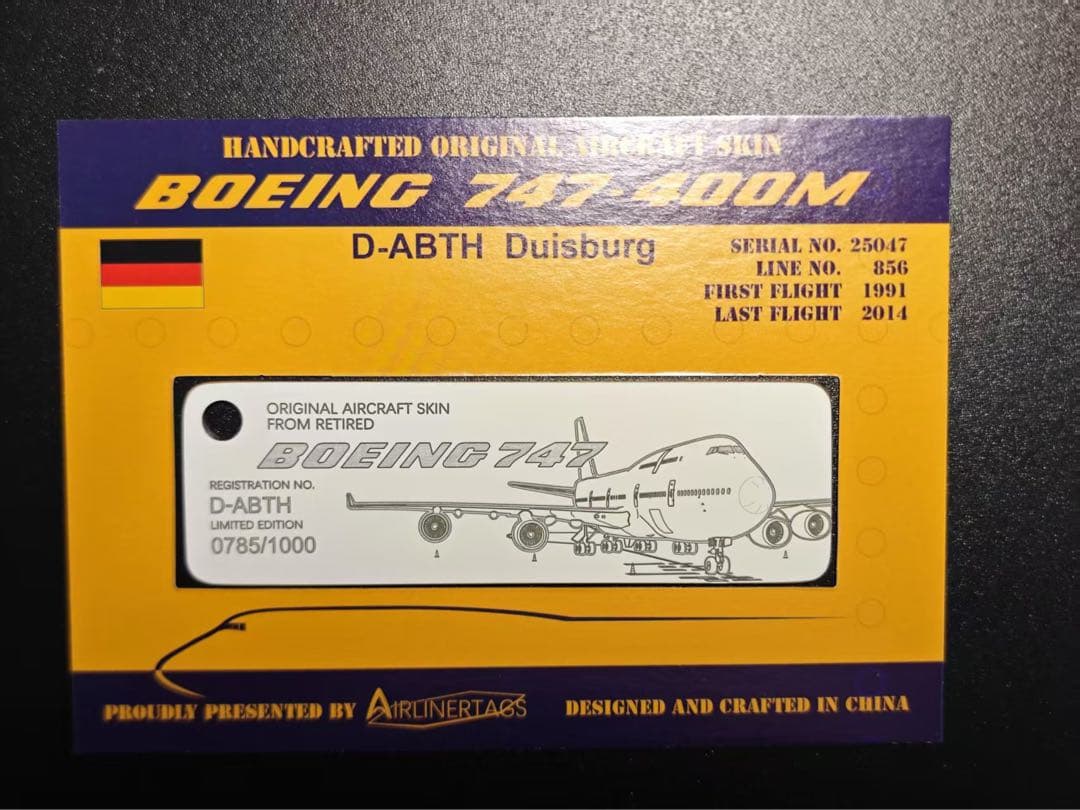 HANDCRAFTED ORIGINAL AIRCRAFT SKIN
BOEING 747-400M
D-ABTH Duisburg
SERIAL NO. 25047
LINE NO. 856
FIRST FLIGHT 1991
LAST FLIGHT 2014
ORIGINAL AIRCRAFT SKIN
FROM RETIRED
BOEING 747
REGISTRATION NO.
D-ABTH
LIMITED EDITION
0785/1000
PROUDLY PRESENTED BY AIRLINERTAGS
DESIGNED AND CRAFTED IN CHINA